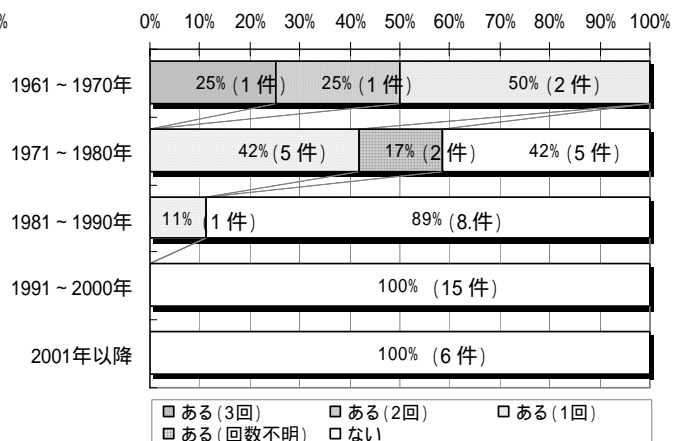 %
0% 10% 20% 30% 40% 50% 60% 70% 80% 90% 100%
1961~1970年 25% (1 件) 25% (1 件) 50% (2 件)
1971~1980年 42% (5 件) 17% (2 件) 42% (5 件)
1981~1990年 11% (1 件) 89% (8.件)
1991~2000年 100% (15 件)
2001年以降 100% (6 件)
ある(3回) ある(2回) ある(1回)
ある(回数不明) ない